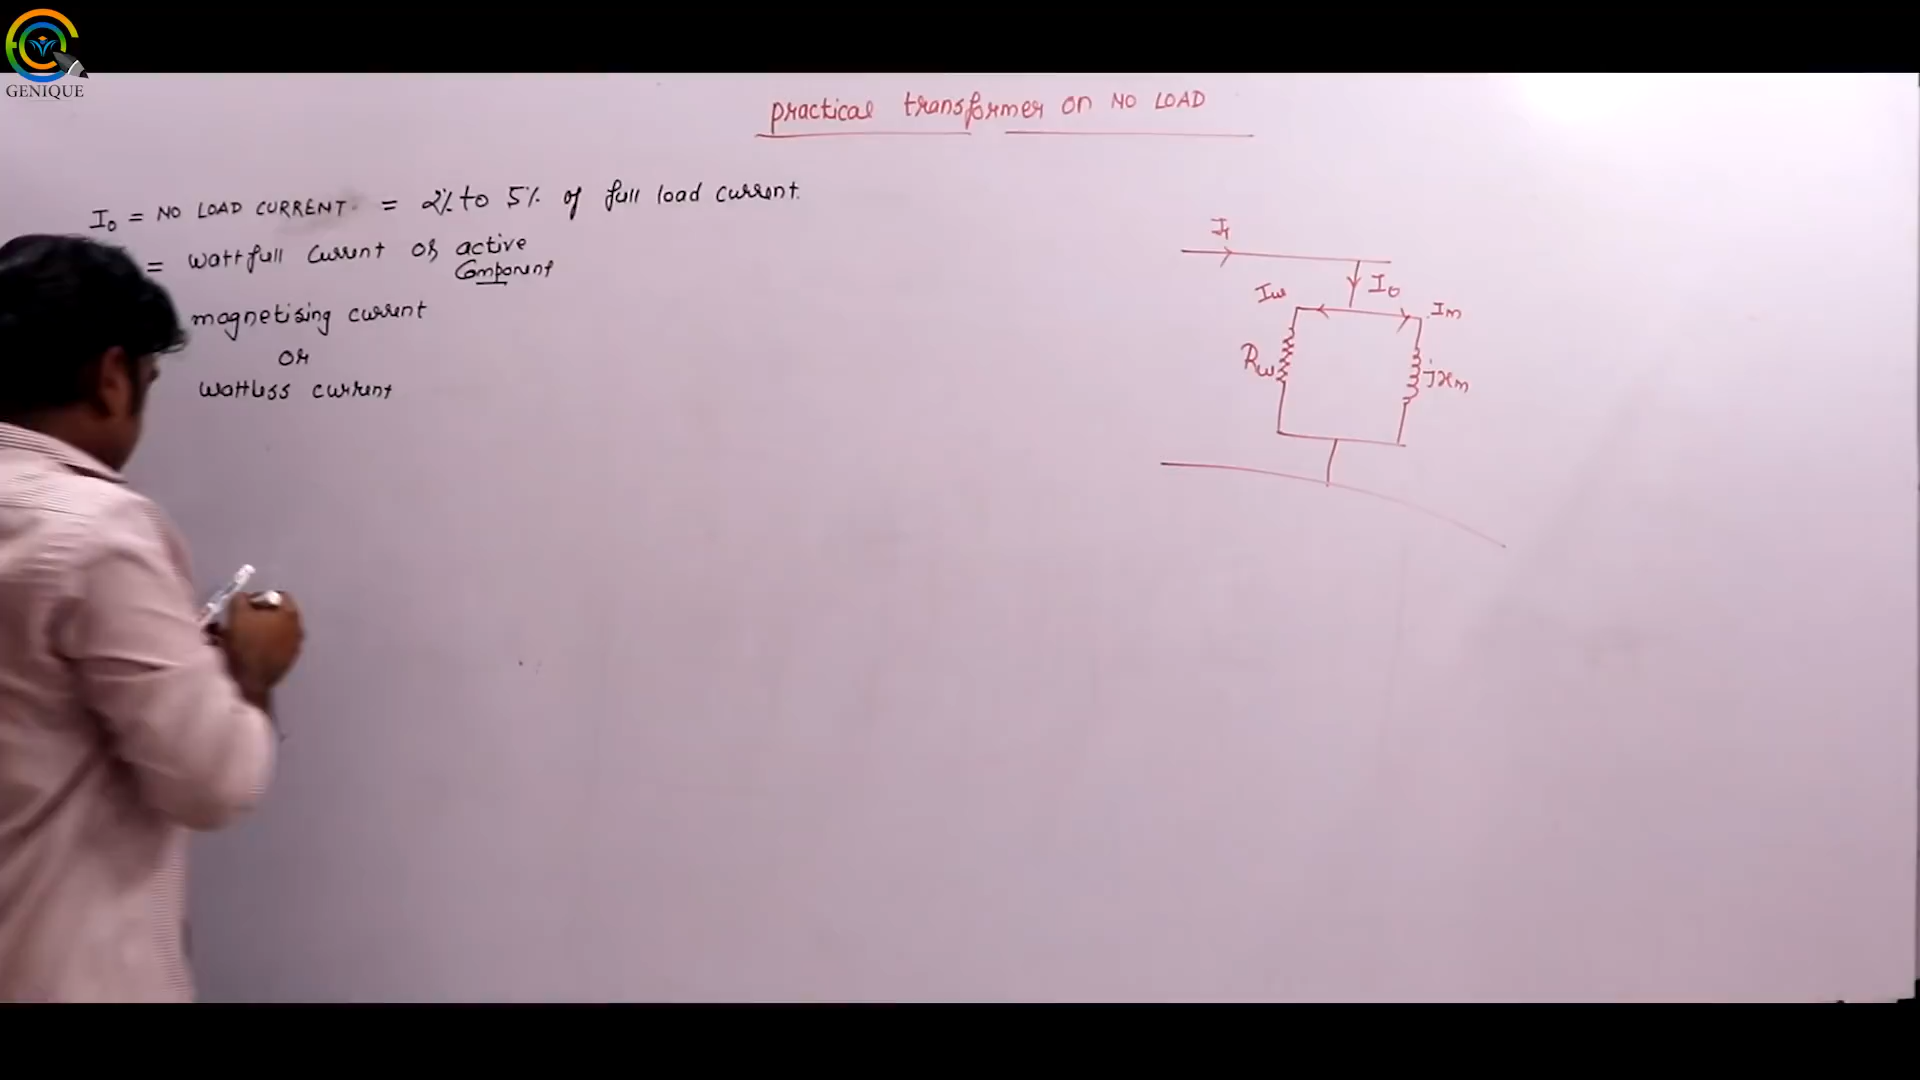 GENIQUE
practical transformer on NO LOAD
I₀ = NO LOAD CURRENT = 2% to 5% of full load current.
= wattfull current or active
component
magnetising current
or
wattless current
I₁
I₀
Iw
Im
Rw
jxm